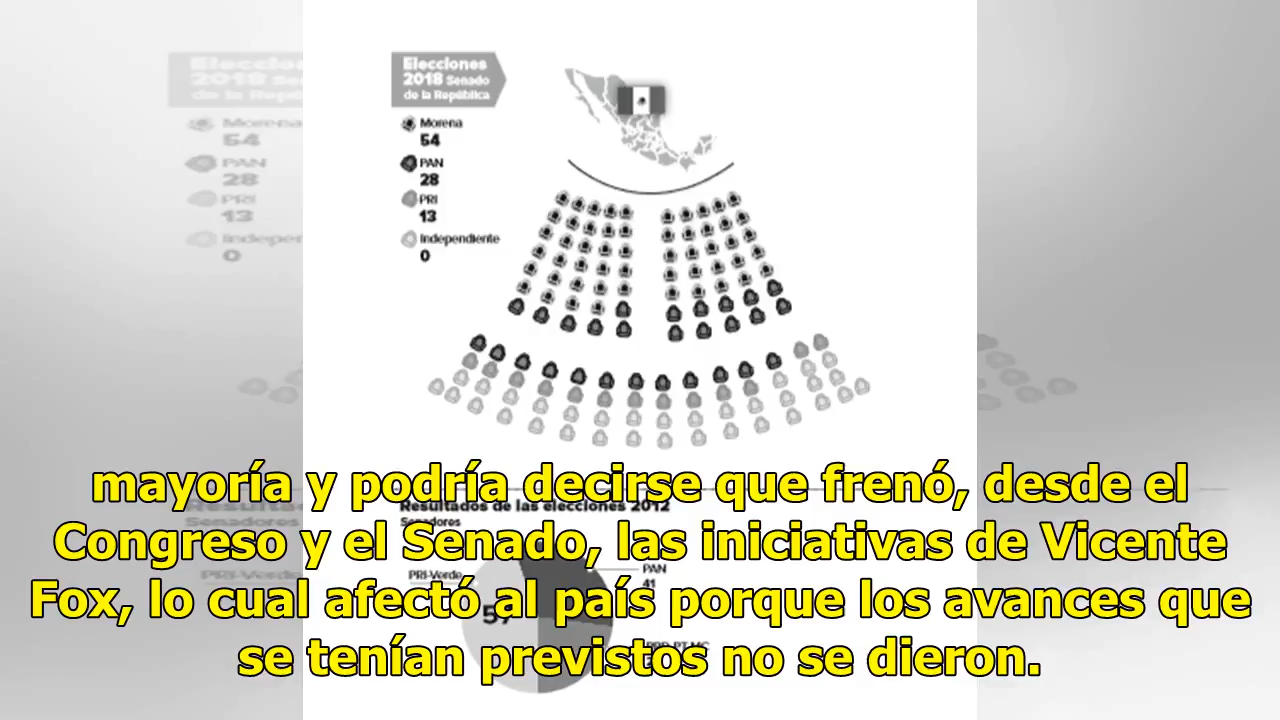 Elecciones
2018 Senado
de la República
Morena
54
PAN
28
PRI
13
Independiente
0
mayoría y podría decirse que frenó, desde el
Congreso y el Senado, las iniciativas de Vicente
Fox, lo cual afectó al país porque los avances que
se tenían previstos no se dieron.
Resultados de las elecciones 2012
Senadores
PRI-Verde
PAN
41